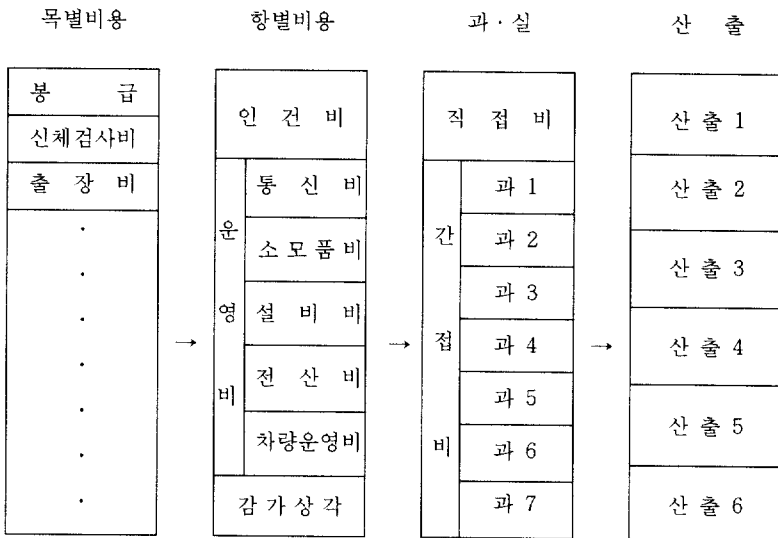 목별비용 항별비용 과·실 산 출
봉 급
신체검사비
출 장 비
·
·
·
·
·
·
·
→
인 건 비
운 영 비
통 신 비
소 모 품 비
설 비 비
전 산 비
차량운영비
감 가 상 각
→
직 접 비
간 접 비
과 1
과 2
과 3
과 4
과 5
과 6
과 7
→
산 출 1
산 출 2
산 출 3
산 출 4
산 출 5
산 출 6